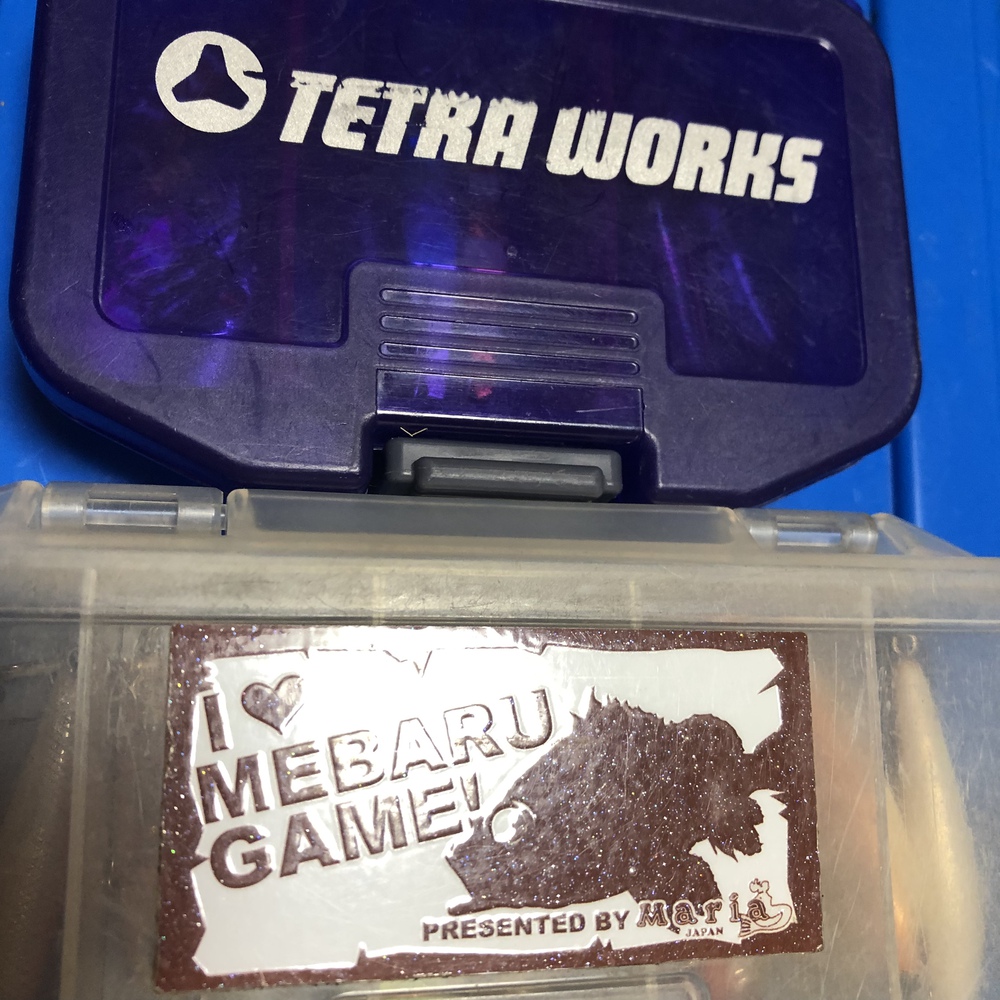 TETRA WORKS
I ♥
MEBARU
GAME!
PRESENTED BY Maria
JAPAN